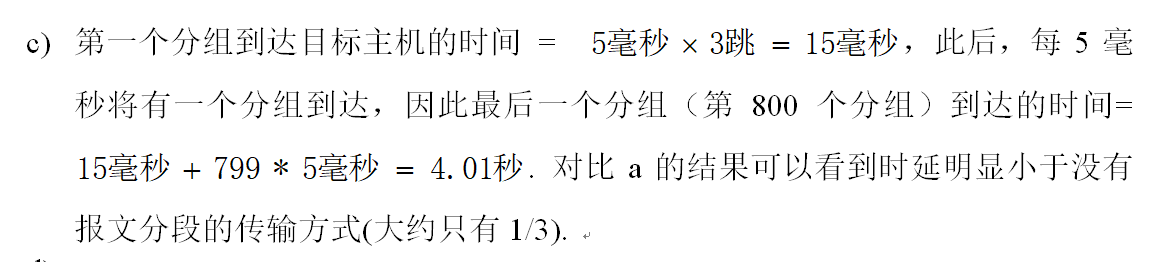 c) 第一个分组到达目标主机的时间 = 5毫秒 × 3跳 = 15毫秒，此后，每 5 毫
秒将有一个分组到达，因此最后一个分组（第 800 个分组）到达的时间=
15毫秒 + 799 * 5毫秒 = 4.01秒. 对比 a 的结果可以看到时延明显小于没有
报文分段的传输方式(大约只有 1/3).